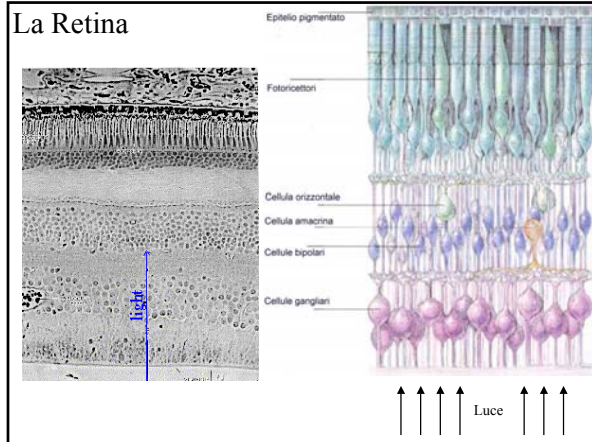 La Retina
Epitelio pigmentato
Fotoricettori
Cellula orizzontale
Cellula amacrina
Cellule bipolari
Cellule gangliari
light
Luce